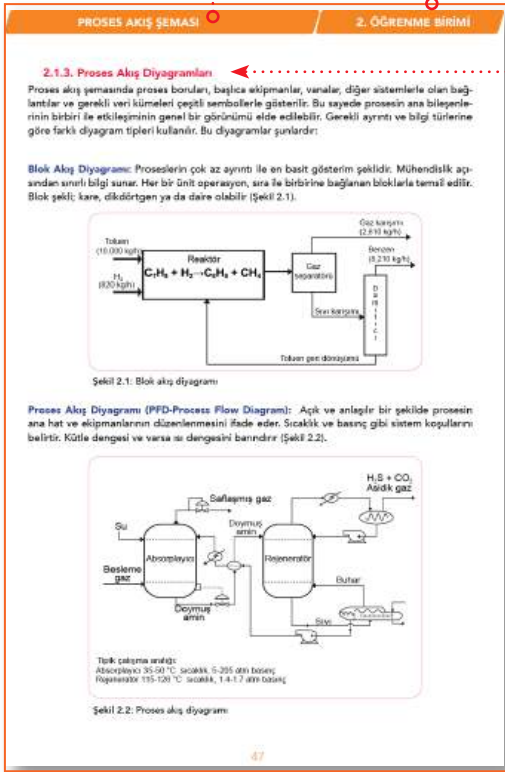 PROSES AKIŞ ŞEMASI
2. ÖĞRENME BİRİMİ
2.1.3. Proses Akış Diyagramları
Proses akış şemasında proses boruları, başlıca ekipmanlar, vanalar, diğer sistemlerle olan bağ-
lantılar ve gerekli veri kümeleri çeşitli sembollerle gösterilir. Bu sayede prosesin ana bileşenle-
rinin birbiri ile etkileşiminin genel bir görünümü elde edilebilir. Gerekli ayrıntı ve bilgi türlerine
göre farklı diyagram tipleri kullanılır. Bu diyagramlar şunlardır:
Blok Akış Diyagramı: Proseslerin çok az ayrıntı ile en basit gösterim şeklidir. Mühendislik açı-
sından sınırlı bilgi sunar. Her bir ünit operasyon, sıra ile birbirine bağlanan bloklarla temsil edilir.
Blok şekli; kare, dikdörtgen ya da daire olabilir (Şekil 2.1).
Gaz karışımı
(2,610 kg/h)
Toluen
(10.000 kg/h)
Benzen
(8,210 kg/h)
Reaktör
C₇H₈ + H₂→C₆H₆ + CH₄
Gaz
separatörü
H₂
(820 kg/h)
Damıtıcı
Sıvı karışımı
Toluen geri dönüşümü
Şekil 2.1: Blok akış diyagramı
Proses Akış Diyagramı (PFD-Process Flow Diagram): Açık ve anlaşılır bir şekilde prosesin
ana hat ve ekipmanlarının düzenlenmesini ifade eder. Sıcaklık ve basınç gibi sistem koşullarını
belirtir. Kütle dengesi ve varsa ısı dengesini barındırır (Şekil 2.2).
H₂S + CO₂
Asidik gaz
Saflaşmış gaz
Su
Doymuş
amin
Absorplayıcı
Rejeneratör
Besleme
gaz
Buhar
Doymuş
amin
Sıvı
Tipik çalışma aralığı:
Absorplayıcı 35-50 °C sıcaklık, 5-205 atm basınç
Rejeneratör 115-126 °C sıcaklık, 1.4-1.7 atm basınç
Şekil 2.2: Proses akış diyagramı
47